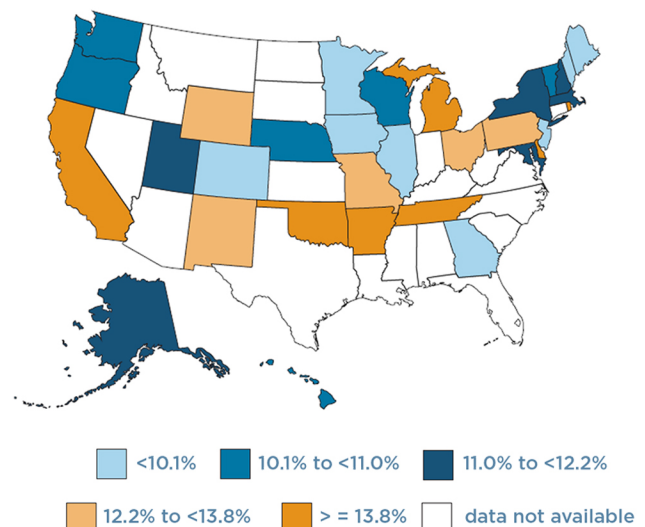 <10.1% 10.1% to <11.0% 11.0% to <12.2%
12.2% to <13.8% > = 13.8% data not available